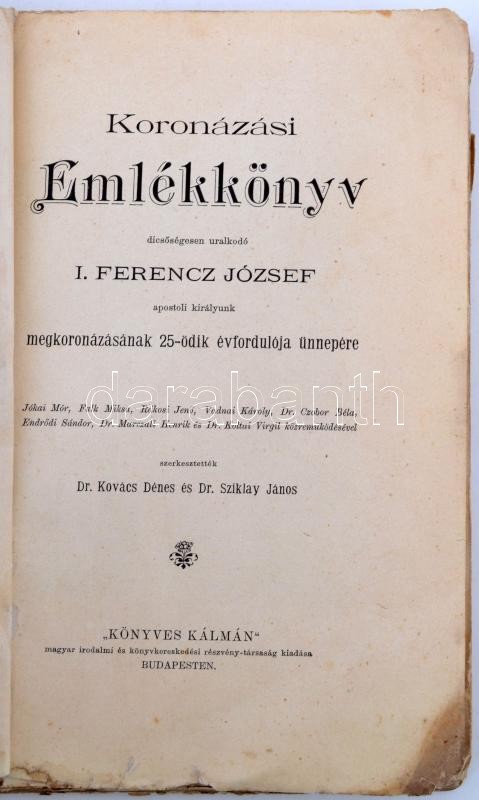 Koronázási
Emlékkönyv
dicsőségesen uralkodó
I. FERENCZ JÓZSEF
apostoli királyunk
megkoronázásának 25-ödik évfordulója ünnepére
darabanth
Jókai Mór, Falk Miksa, Rákosi Jenő, Vadnai Károly, Dr. Czobor Béla,
Endrődi Sándor, Dr. Marczali Henrik és Dr. Koltai Virgil közreműködésével
szerkesztették
Dr. Kovács Dénes és Dr. Sziklay János
„KÖNYVES KÁLMÁN“
magyar irodalmi és könyvkereskedési részvény-társaság kiadása
BUDAPESTEN.